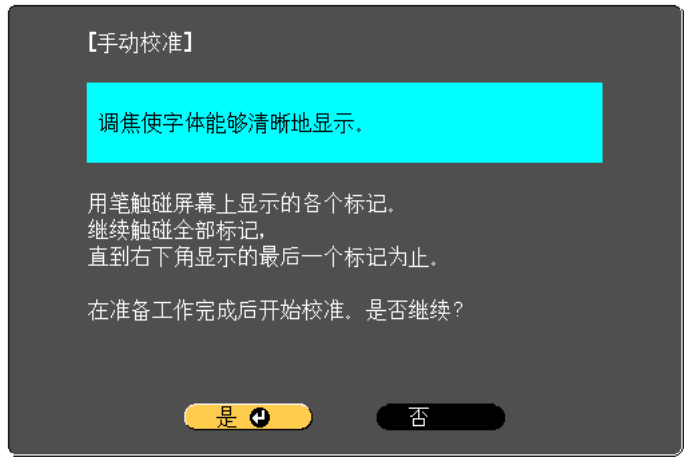 【手动校准】
调焦使字体能够清晰地显示。
用笔触碰屏幕上显示的各个标记。
继续触碰全部标记，
直到右下角显示的最后一个标记为止。
在准备工作完成后开始校准。是否继续？
是
否